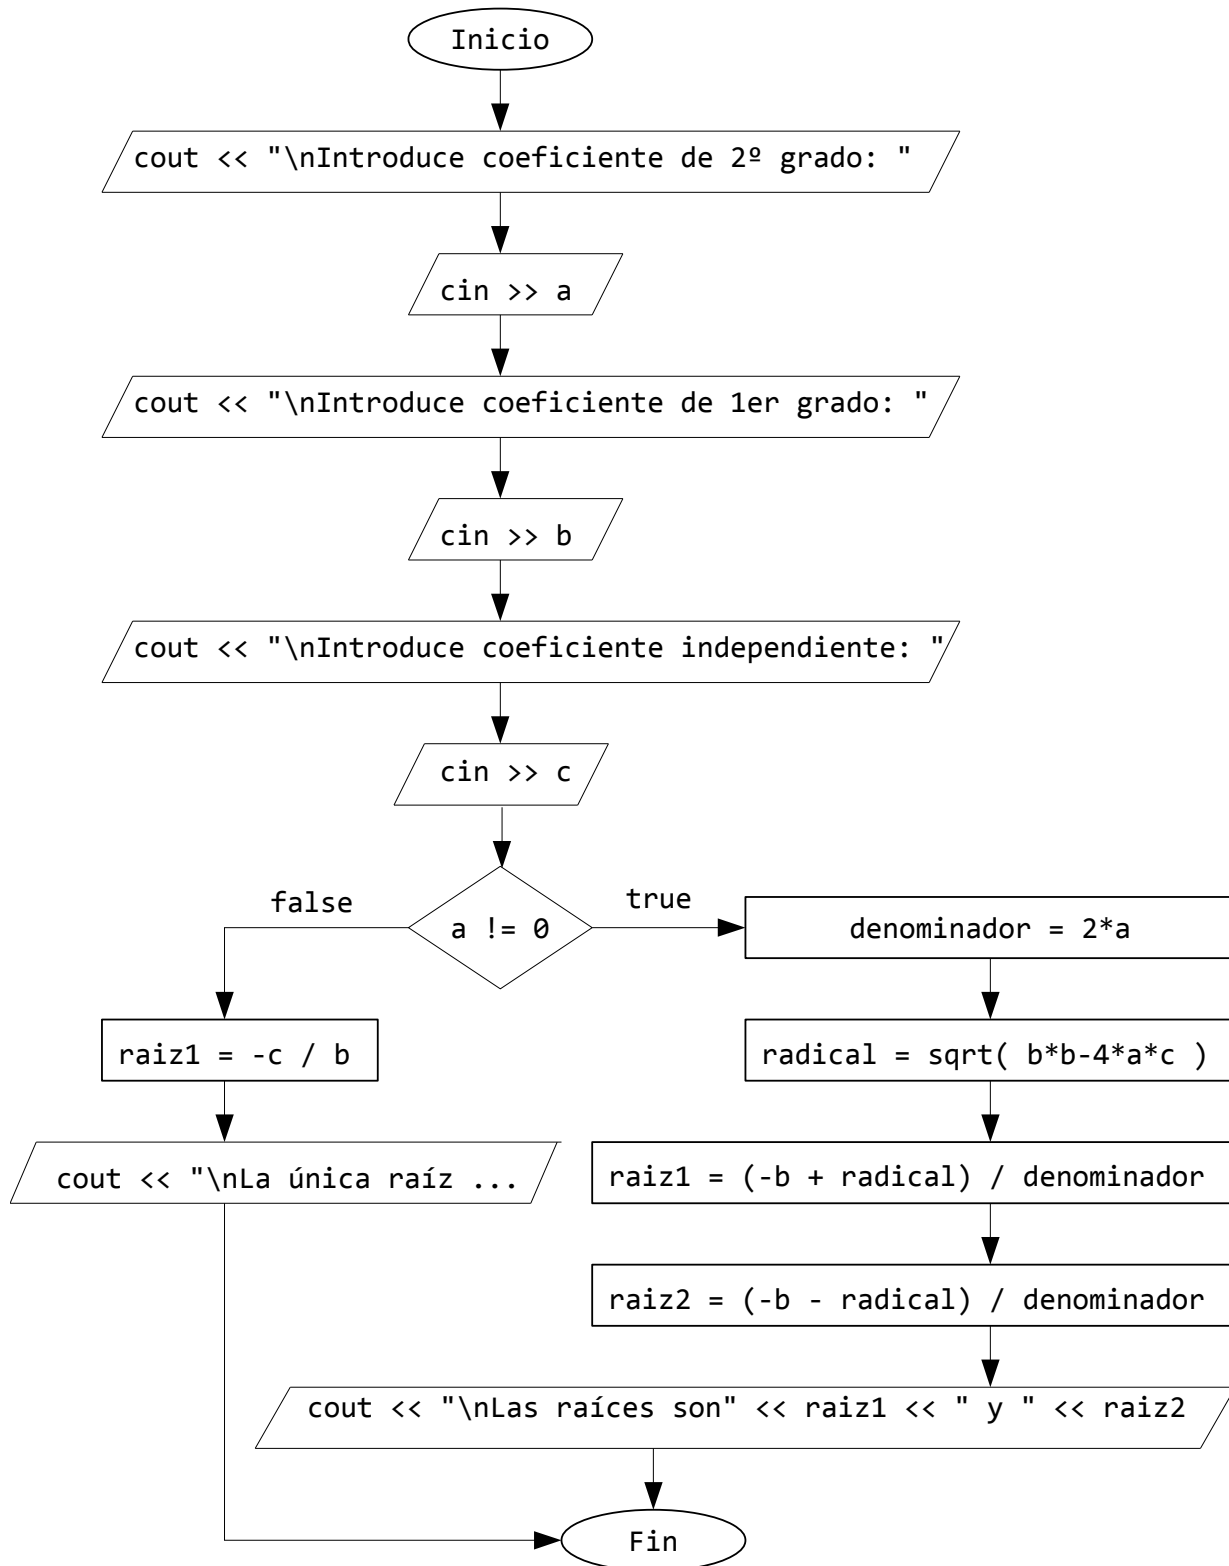 Inicio
cout << "\nIntroduce coeficiente de 2º grado: "
cin >> a
cout << "\nIntroduce coeficiente de 1er grado: "
cin >> b
cout << "\nIntroduce coeficiente independiente: "
cin >> c
a != 0
false
true
raiz1 = -c / b
cout << "\nLa única raíz ...
denominador = 2*a
radical = sqrt( b*b-4*a*c )
raiz1 = (-b + radical) / denominador
raiz2 = (-b - radical) / denominador
cout << "\nLas raíces son" << raiz1 << " y " << raiz2
Fin